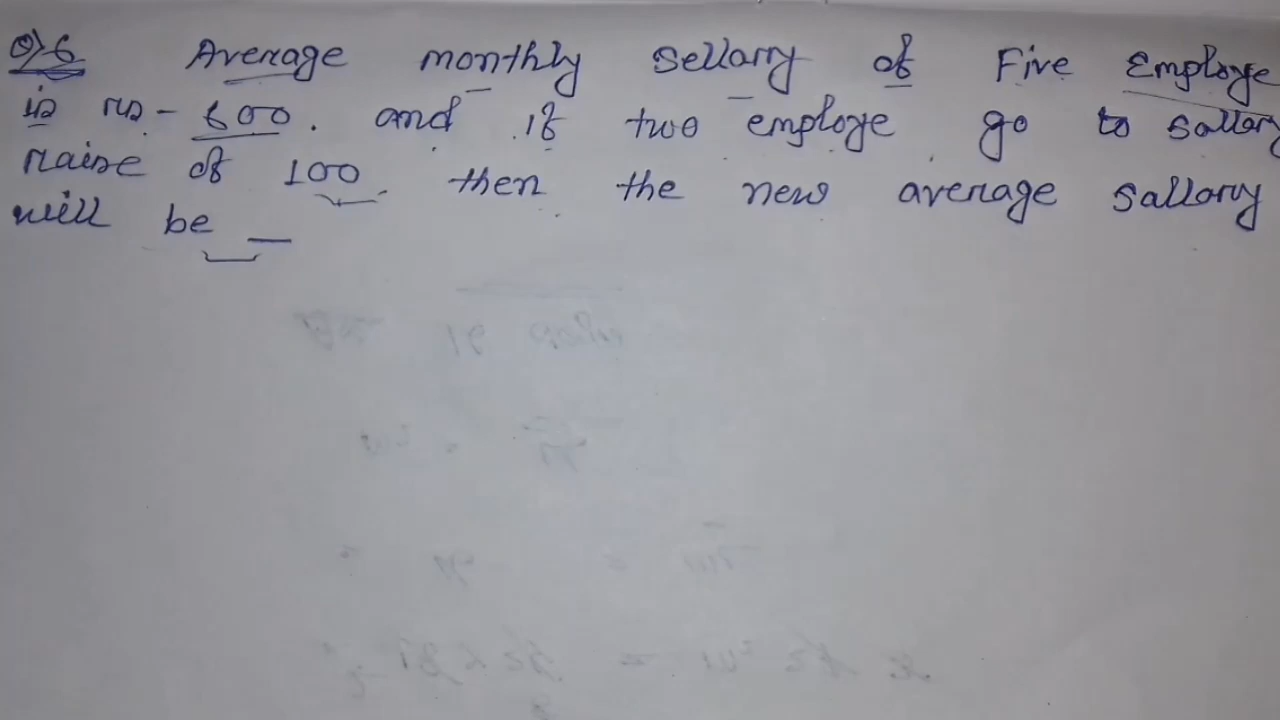 Q)6 Average monthly sellary of Five Employe
is rs - 600. and if two employe go to sallary
raise of 100 then the new average sallary
will be _